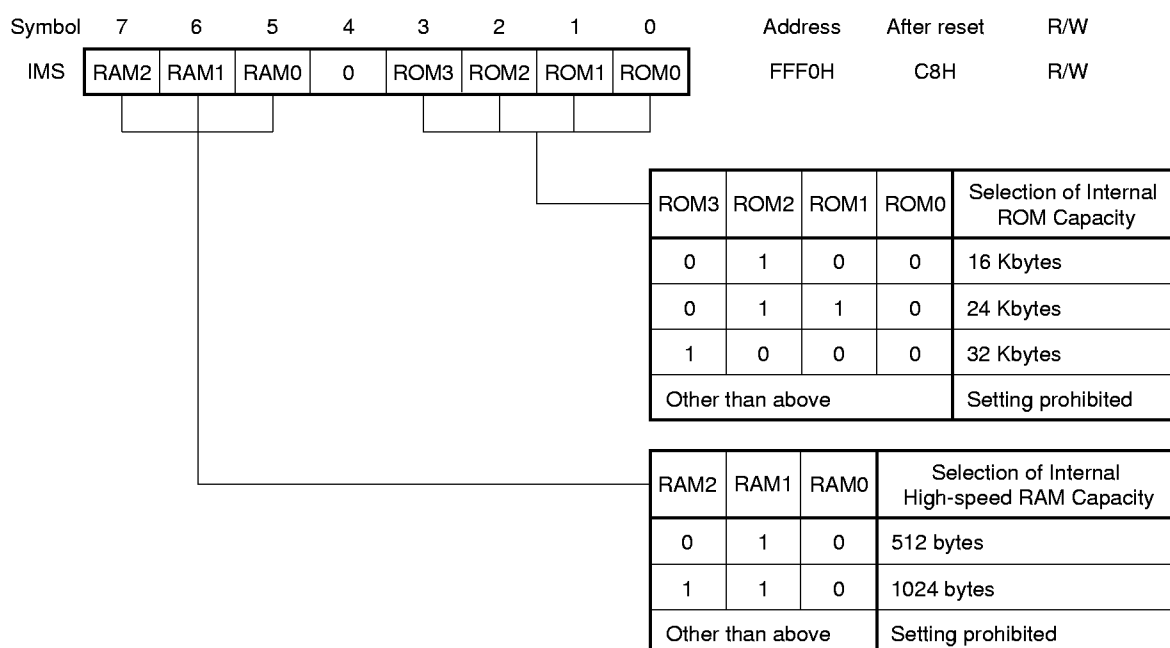 Symbol 7 6 5 4 3 2 1 0 Address After reset R/W
IMS RAM2 RAM1 RAM0 0 ROM3 ROM2 ROM1 ROM0 FFF0H C8H R/W
ROM3 ROM2 ROM1 ROM0 Selection of Internal
ROM Capacity
0 1 0 0 16 Kbytes
0 1 1 0 24 Kbytes
1 0 0 0 32 Kbytes
Other than above Setting prohibited
RAM2 RAM1 RAM0 Selection of Internal
High-speed RAM Capacity
0 1 0 512 bytes
1 1 0 1024 bytes
Other than above Setting prohibited